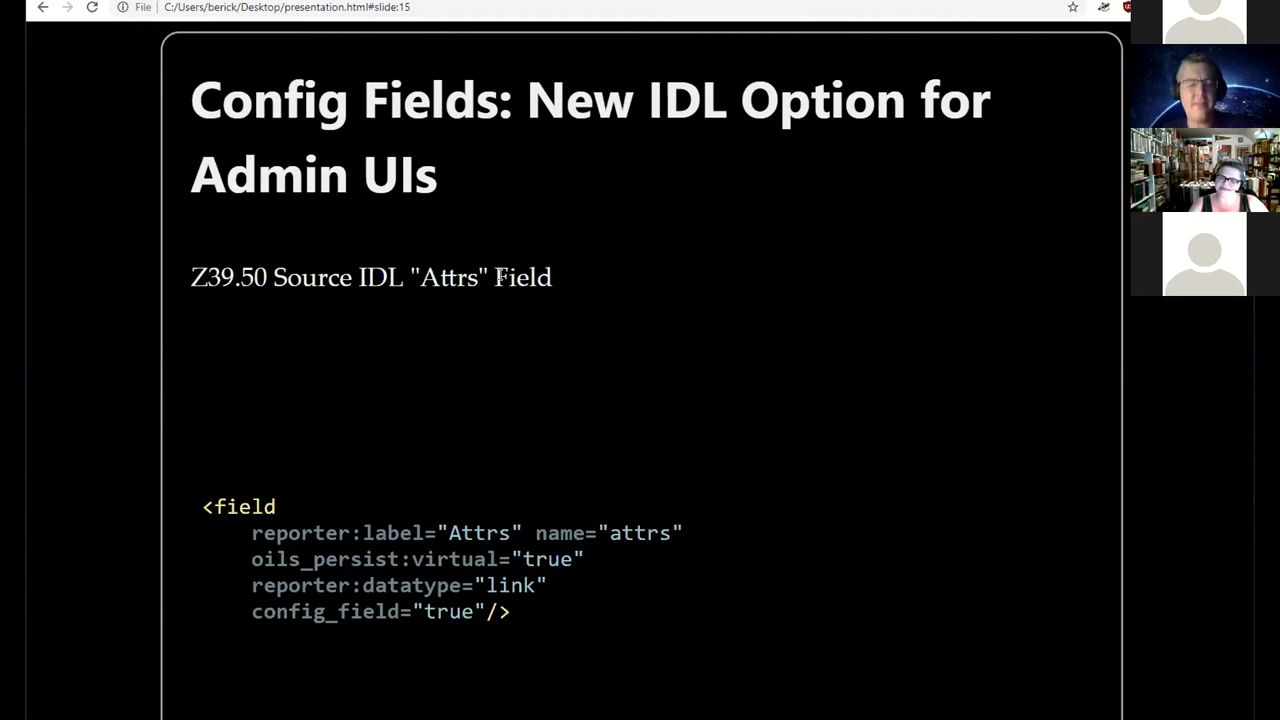 File
C:/Users/berick/Desktop/presentation.html#slide:15
Config Fields: New IDL Option for
Admin UIs
Z39.50 Source IDL "Attrs" Field
<field
reporter:label="Attrs" name="attrs"
oils_persist:virtual="true"
reporter:datatype="link"
config_field="true"/>